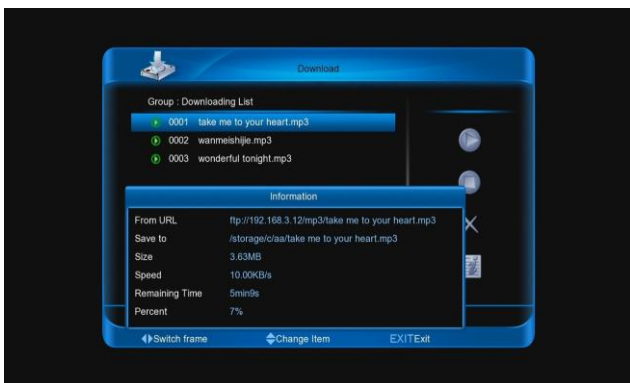 Download
Group : Downloading List
0001 take me to your heart.mp3
0002 wanmeishijie.mp3
0003 wonderful tonight.mp3
Information
From URL ftp://192.168.3.12/mp3/take me to your heart.mp3
Save to /storage/c/aa/take me to your heart.mp3
Size 3.63MB
Speed 10.00KB/s
Remaining Time 5min9s
Percent 7%
Switch frame Change Item EXITExit